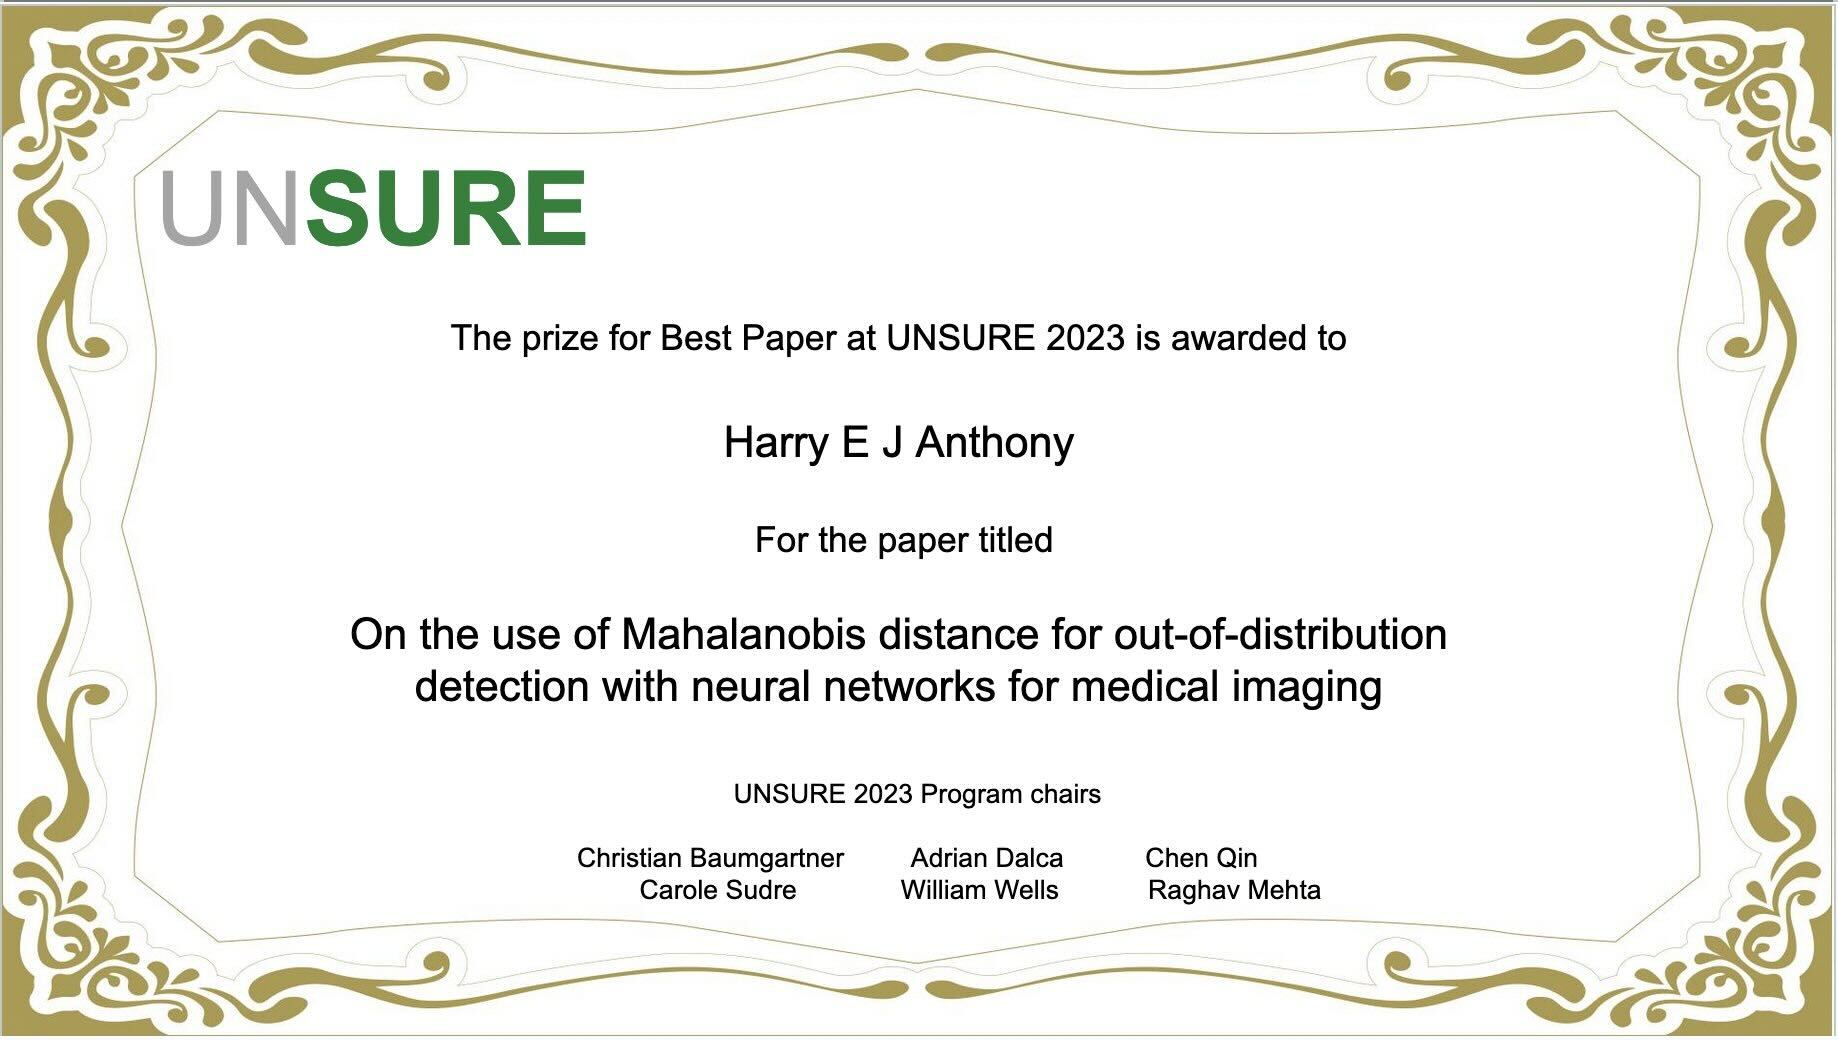 UNSURE
The prize for Best Paper at UNSURE 2023 is awarded to
Harry E J Anthony
For the paper titled
On the use of Mahalanobis distance for out-of-distribution
detection with neural networks for medical imaging
UNSURE 2023 Program chairs
Christian Baumgartner Adrian Dalca Chen Qin
Carole Sudre William Wells Raghav Mehta